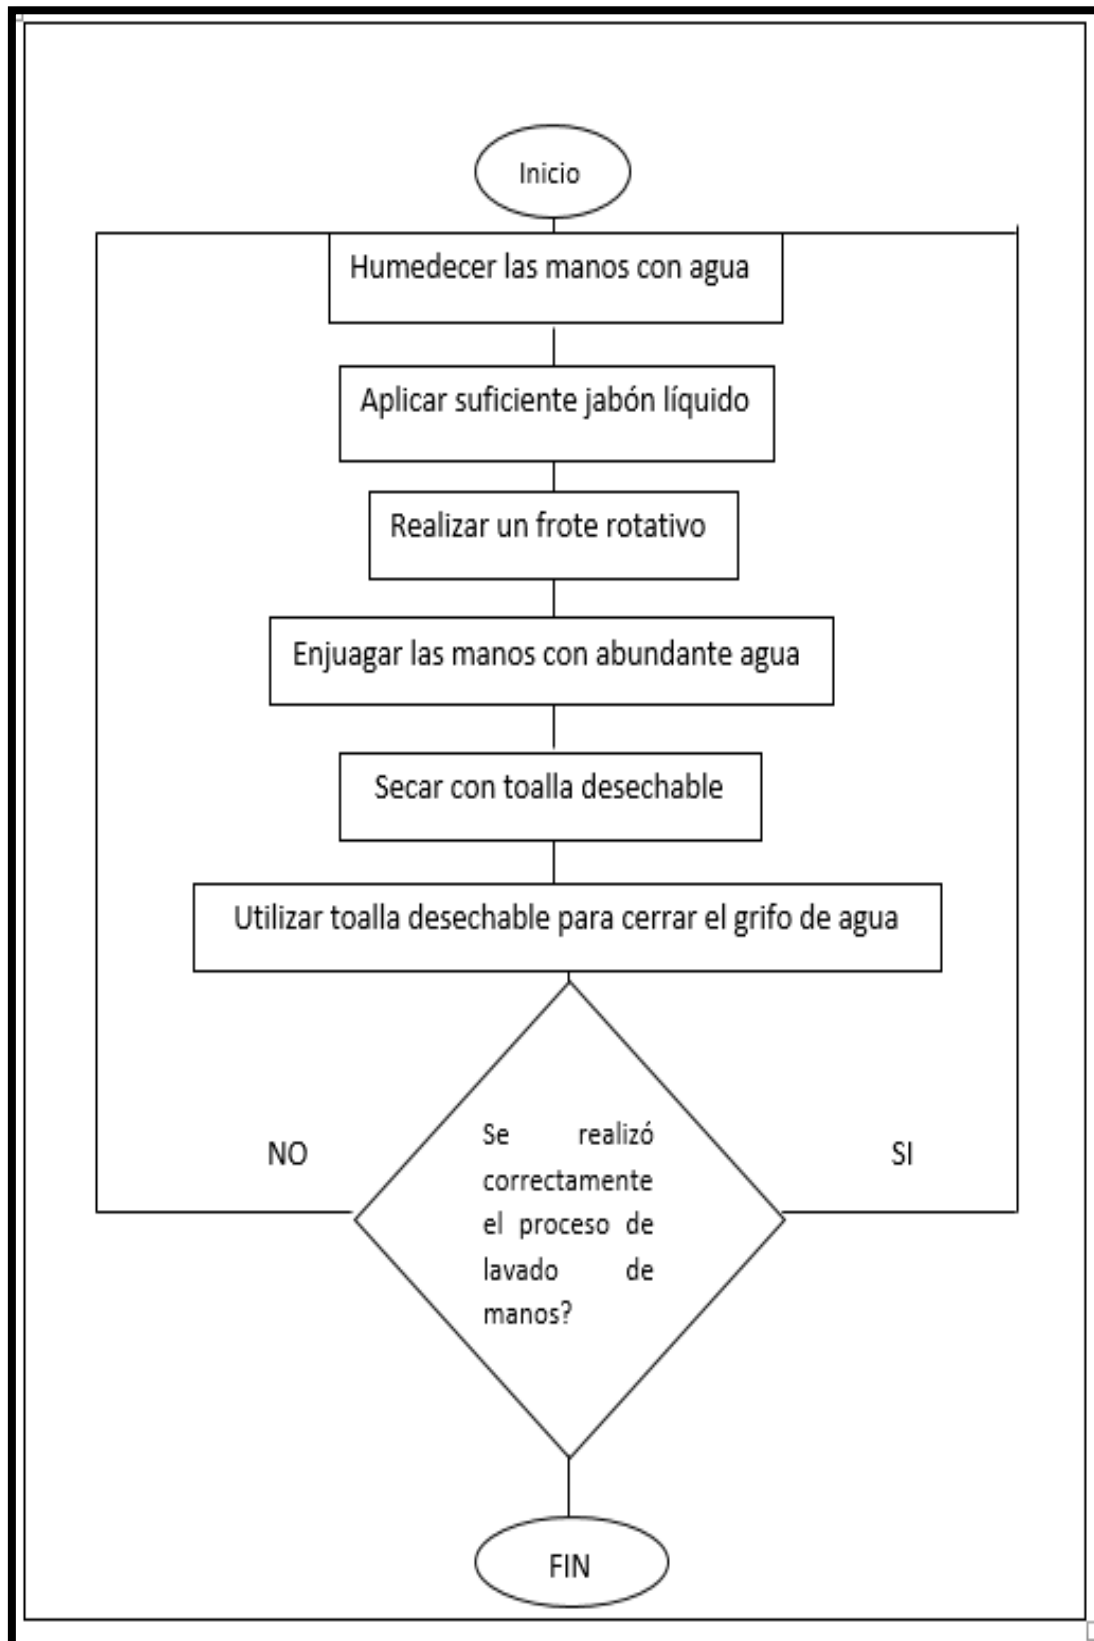 Inicio
Humedecer las manos con agua
Aplicar suficiente jabón líquido
Realizar un frote rotativo
Enjuagar las manos con abundante agua
Secar con toalla desechable
Utilizar toalla desechable para cerrar el grifo de agua
NO
Se realizó
correctamente
el proceso de
lavado de
manos?
SI
FIN